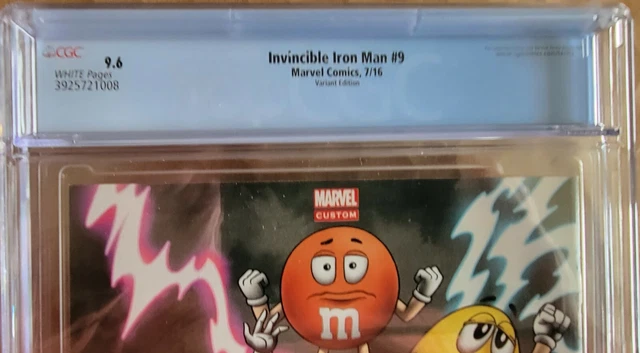 CGC
9.6
WHITE Pages
3925721008
Invincible Iron Man #9
Marvel Comics, 7/16
Variant Edition
MARVEL
CUSTOM
m